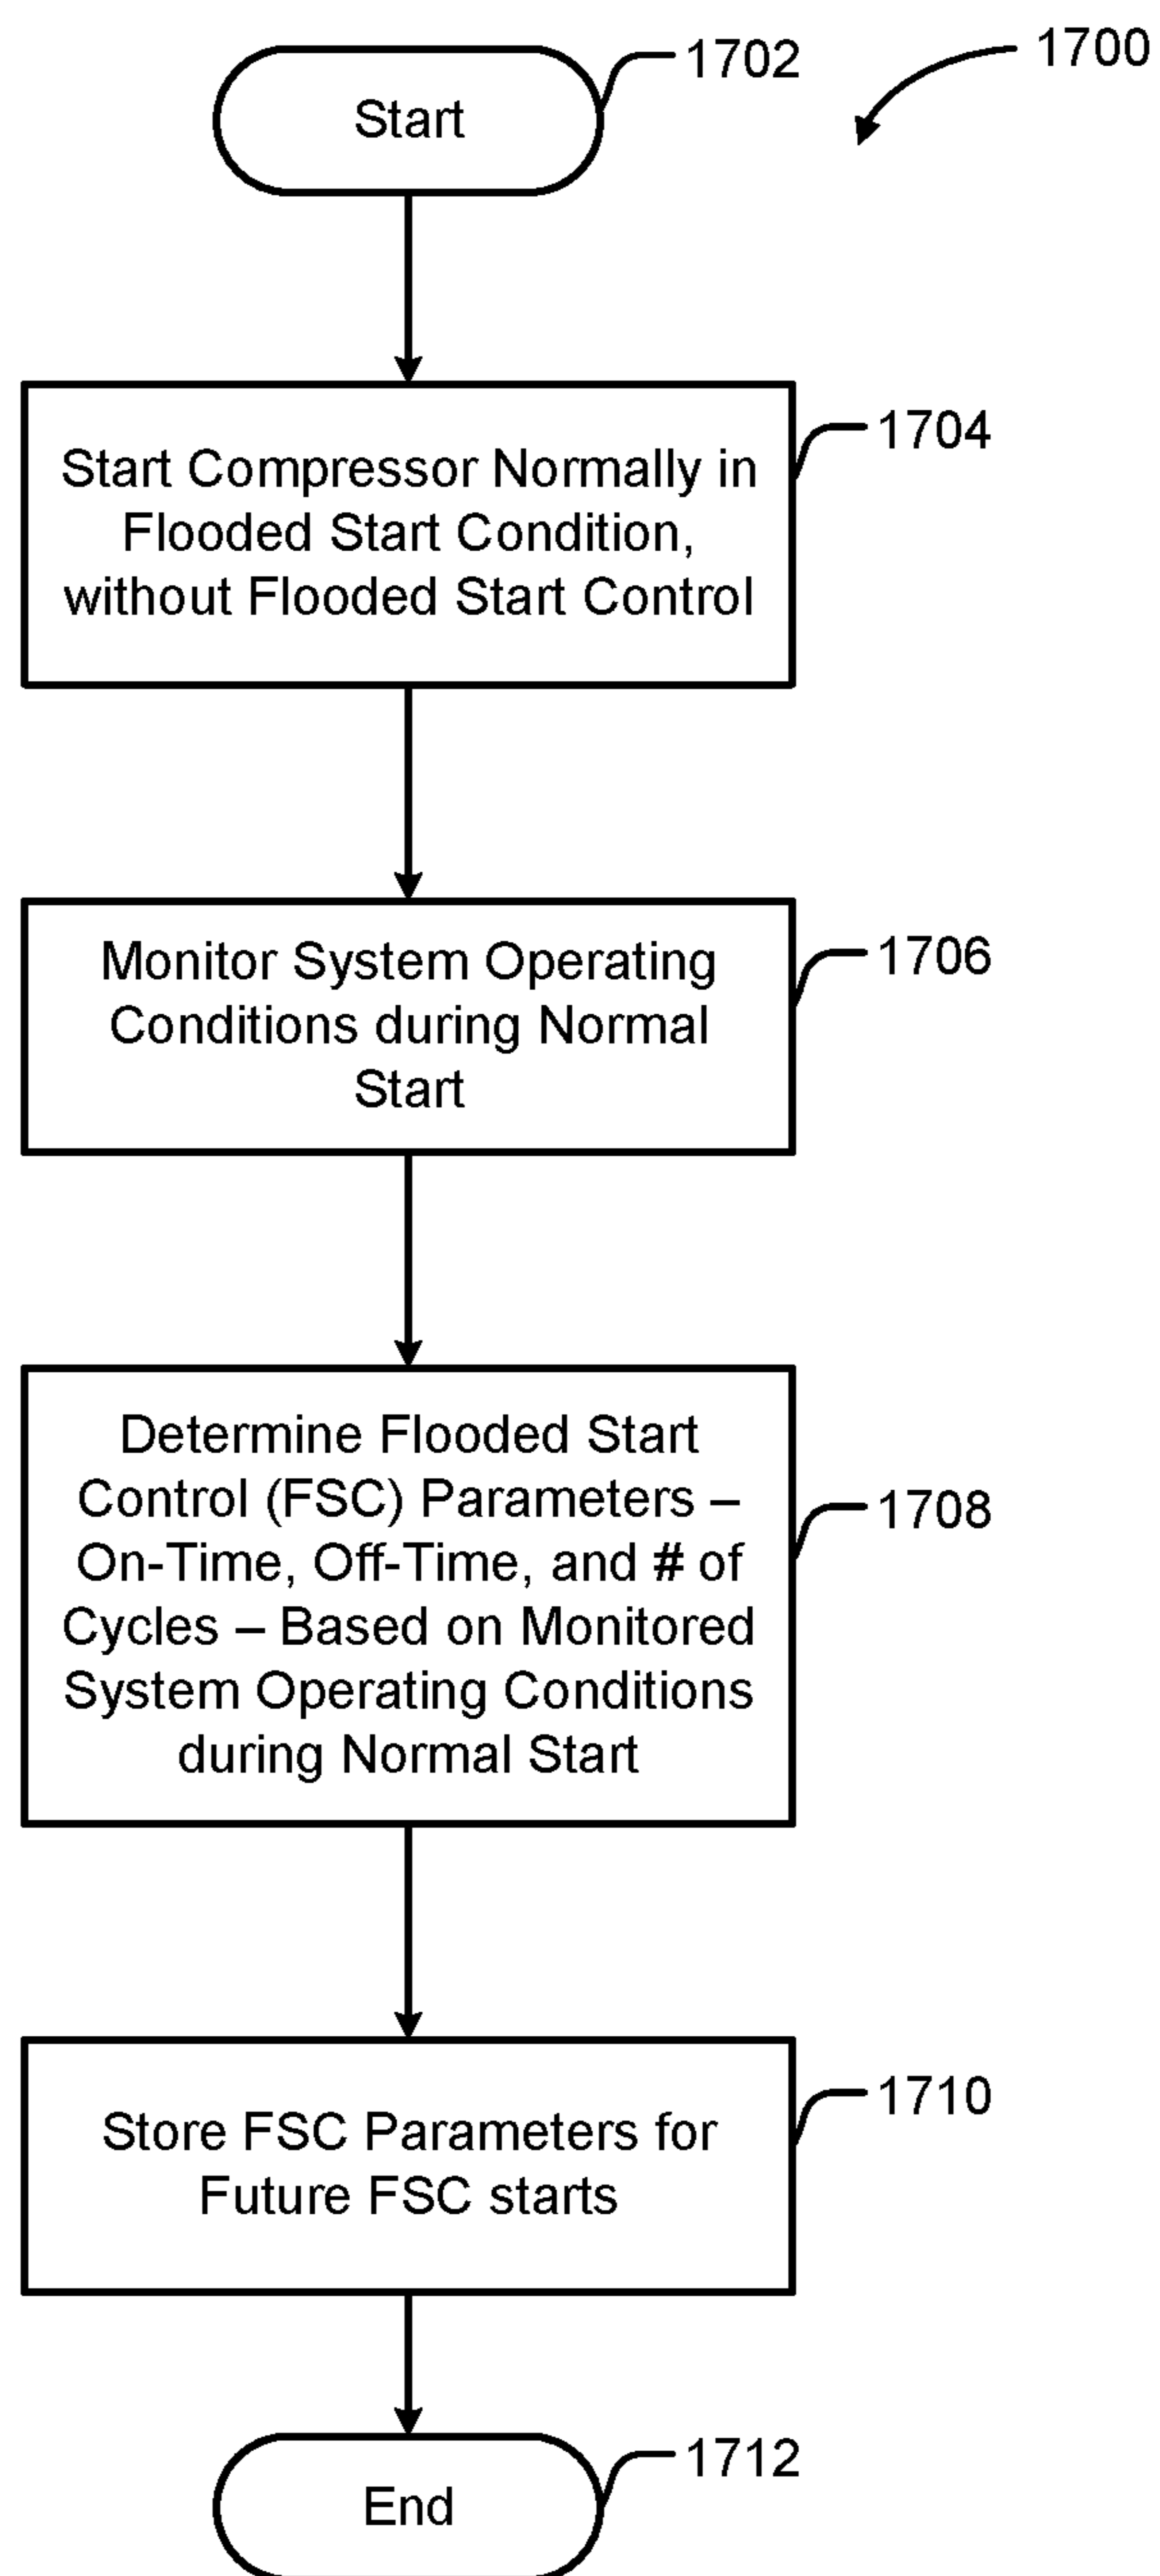 1700
Start
1702
Start Compressor Normally in
Flooded Start Condition,
without Flooded Start Control
1704
Monitor System Operating
Conditions during Normal
Start
1706
Determine Flooded Start
Control (FSC) Parameters –
On-Time, Off-Time, and # of
Cycles – Based on Monitored
System Operating Conditions
during Normal Start
1708
Store FSC Parameters for
Future FSC starts
1710
End
1712